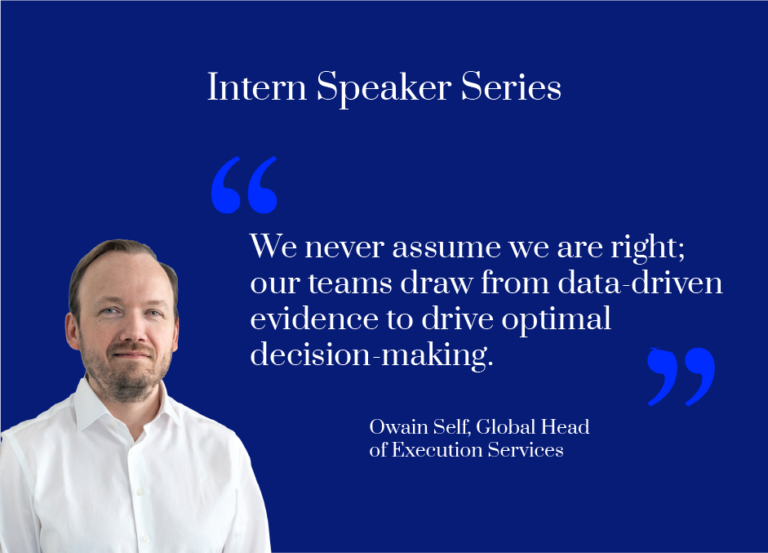 Intern Speaker Series
“
We never assume we are right;
our teams draw from data-driven
evidence to drive optimal
decision-making.
”
Owain Self, Global Head
of Execution Services